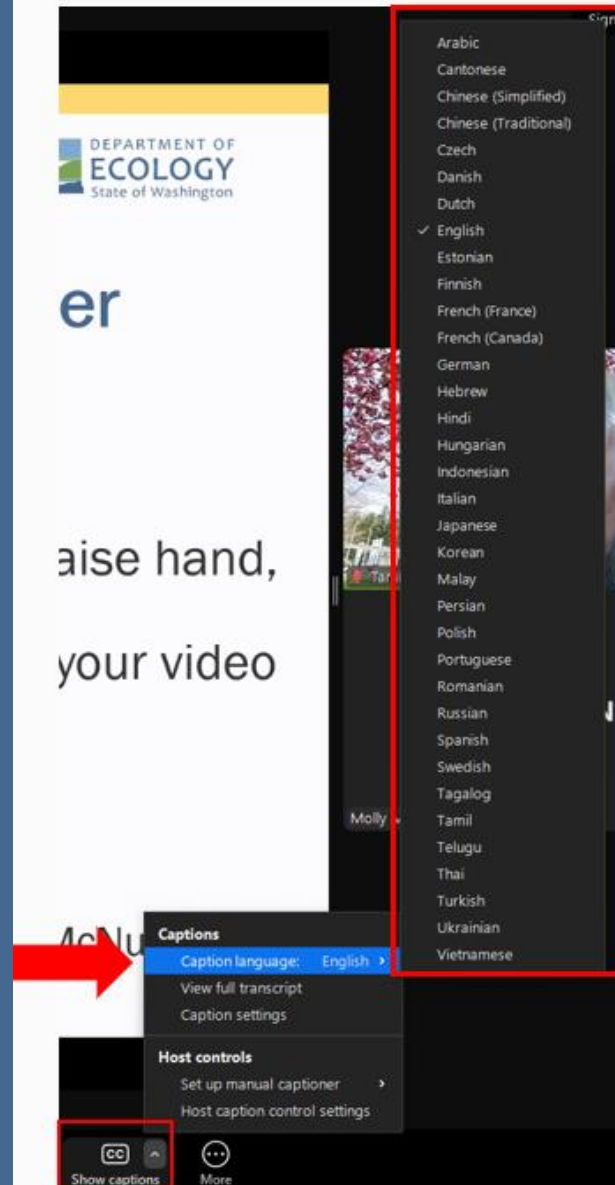 DEPARTMENT OF
ECOLOGY
State of Washington
er
aise hand,
your video
Sign
Arabic
Cantonese
Chinese (Simplified)
Chinese (Traditional)
Czech
Danish
Dutch
English
Estonian
Finnish
French (France)
French (Canada)
German
Hebrew
Hindi
Hungarian
Indonesian
Italian
Japanese
Korean
Malay
Persian
Polish
Portuguese
Romanian
Russian
Spanish
Swedish
Tagalog
Tamil
Telugu
Thai
Turkish
Ukrainian
Vietnamese
Molly
McNu
Captions
Caption language: English
View full transcript
Caption settings
Host controls
Set up manual captioner
Host caption control settings
CC
Show captions
More